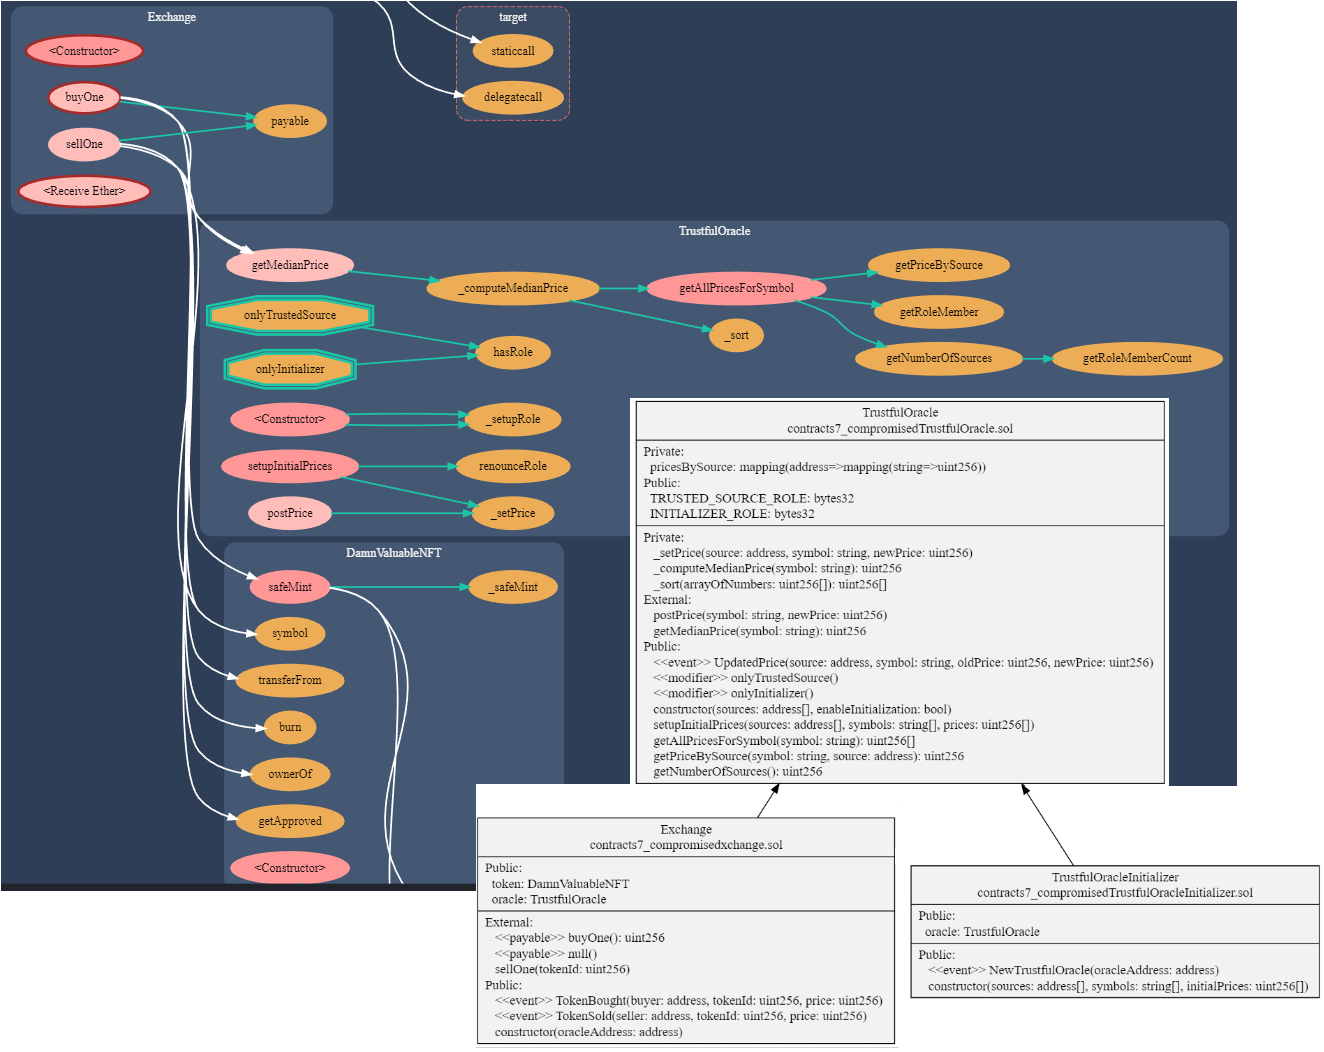 Exchange
<Constructor>
buyOne
payable
sellOne
<Receive Ether>
target
staticcall
delegatecall
TrustfulOracle
getMedianPrice
_computeMedianPrice
getAllPricesForSymbol
getPriceBySource
getRoleMember
getNumberOfSources
getRoleMemberCount
_sort
onlyTrustedSource
hasRole
onlyInitializer
<Constructor>
_setupRole
setupInitialPrices
renounceRole
postPrice
_setPrice
DamnValuableNFT
safeMint
_safeMint
symbol
transferFrom
burn
ownerOf
getApproved
<Constructor>
TrustfulOracle
contracts7_compromisedTrustfulOracle.sol
Private:
pricesBySource: mapping(address=>mapping(string=>uint256))
Public:
TRUSTED_SOURCE_ROLE: bytes32
INITIALIZER_ROLE: bytes32
Private:
_setPrice(source: address, symbol: string, newPrice: uint256)
_computeMedianPrice(symbol: string): uint256
_sort(arrayOfNumbers: uint256[]): uint256[]
External:
postPrice(symbol: string, newPrice: uint256)
getMedianPrice(symbol: string): uint256
Public:
<<event>> UpdatedPrice(source: address, symbol: string, oldPrice: uint256, newPrice: uint256)
<<modifier>> onlyTrustedSource()
<<modifier>> onlyInitializer()
constructor(sources: address[], enableInitialization: bool)
setupInitialPrices(sources: address[], symbols: string[], prices: uint256[])
getAllPricesForSymbol(symbol: string): uint256[]
getPriceBySource(symbol: string, source: address): uint256
getNumberOfSources(): uint256
Exchange
contracts7_compromisedxchange.sol
Public:
token: DamnValuableNFT
oracle: TrustfulOracle
External:
<<payable>> buyOne(): uint256
<<payable>> null()
sellOne(tokenId: uint256)
Public:
<<event>> TokenBought(buyer: address, tokenId: uint256, price: uint256)
<<event>> TokenSold(seller: address, tokenId: uint256, price: uint256)
constructor(oracleAddress: address)
TrustfulOracleInitializer
contracts7_compromisedTrustfulOracleInitializer.sol
Public:
oracle: TrustfulOracle
Public:
<<event>> NewTrustfulOracle(oracleAddress: address)
constructor(sources: address[], symbols: string[], initialPrices: uint256[])